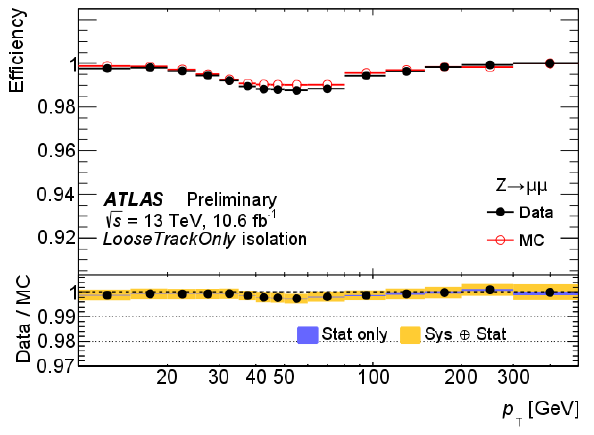 Efficiency
1
0.98
0.96
0.94
0.92
ATLAS Preliminary
√s = 13 TeV, 10.6 fb⁻¹
LooseTrackOnly isolation
Z→μμ
Data
MC
Data / MC
1
0.99
0.98
0.97
Stat only
Sys ⊕ Stat
20 30 40 50 100 200 300
p_T [GeV]